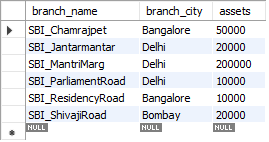 branch_name branch_city assets
SBI_Chamrajpet Bangalore 50000
SBI_Jantarmantar Delhi 20000
SBI_MantriMarg Delhi 200000
SBI_ParliamentRoad Delhi 10000
SBI_ResidencyRoad Bangalore 10000
SBI_ShivajiRoad Bombay 20000
NULL NULL NULL